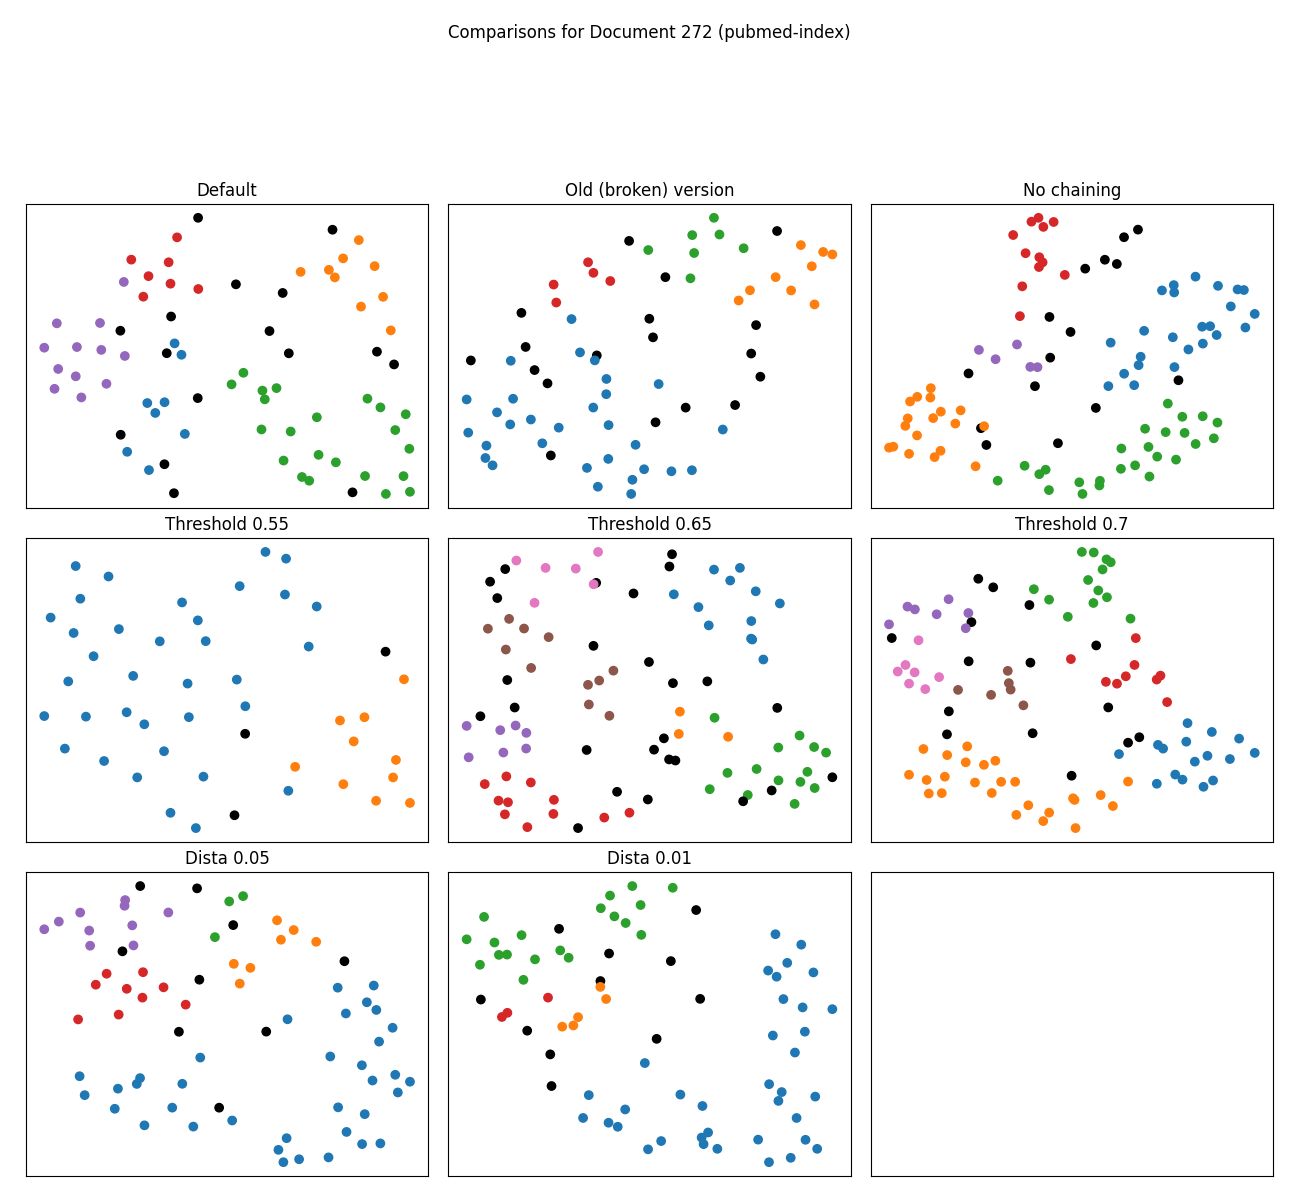 Comparisons for Document 272 (pubmed-index)
Default
Old (broken) version
No chaining
Threshold 0.55
Threshold 0.65
Threshold 0.7
Dista 0.05
Dista 0.01